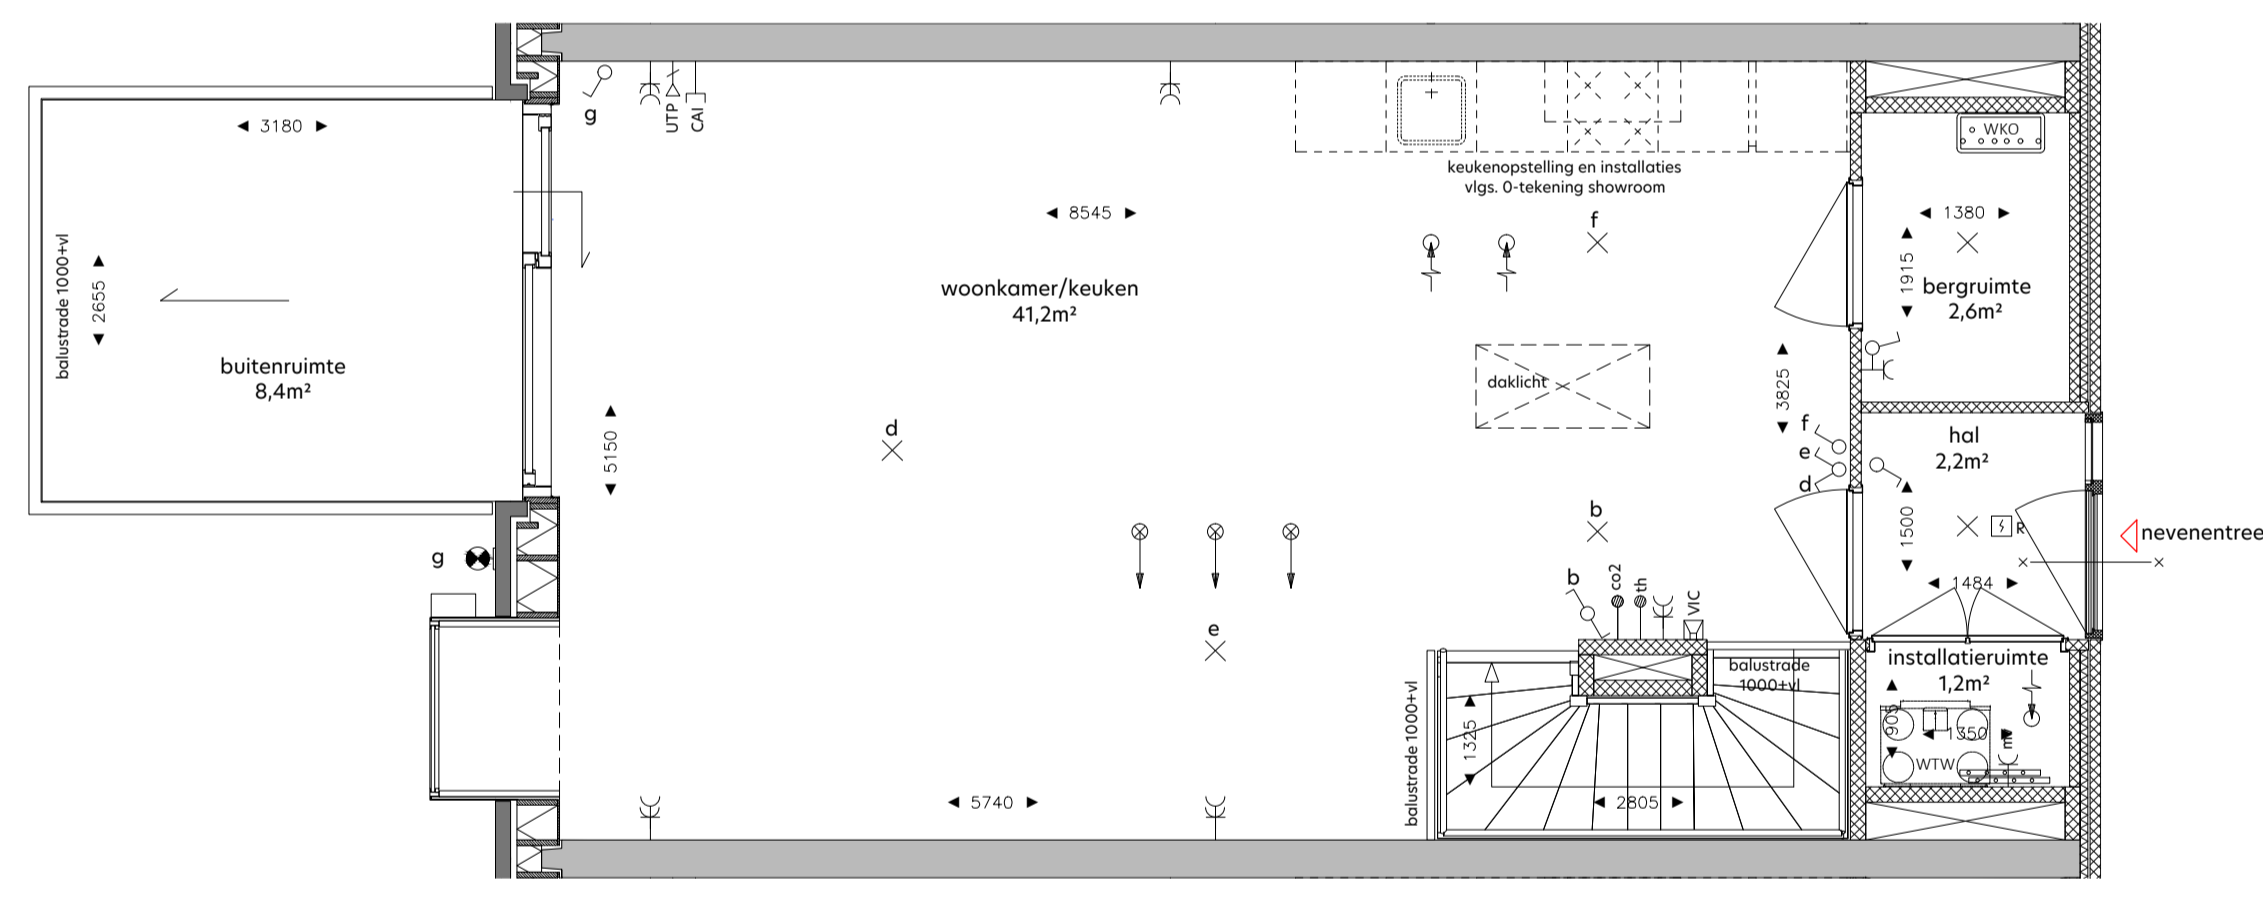 g
UTP
CAI
3180
WKO
keukenopstelling en installaties
vlgs. 0-tekening showroom
8545
f
1380
balustrade 1000+vl
2655
woonkamer/keuken
41,2m²
1915
bergruimte
2,6m²
buitenruimte
8,4m²
daklicht
3825
d
5150
f
e
d
hal
2,2m²
b
1500
R
nevenentree
g
b
co2
th
VIC
1484
e
balustrade
1000+vl
installatieruimte
1,2m²
balustrade 1000+vl
1325
905
1350
WTW
5740
2805